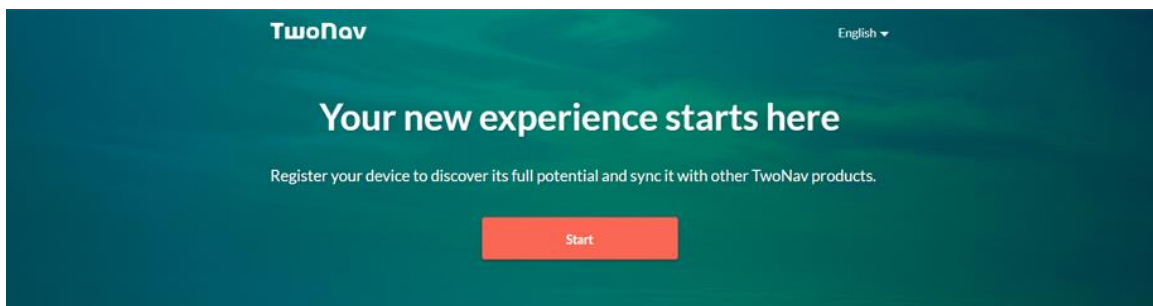 TwoNav
English
Your new experience starts here
Register your device to discover its full potential and sync it with other TwoNav products.
Start